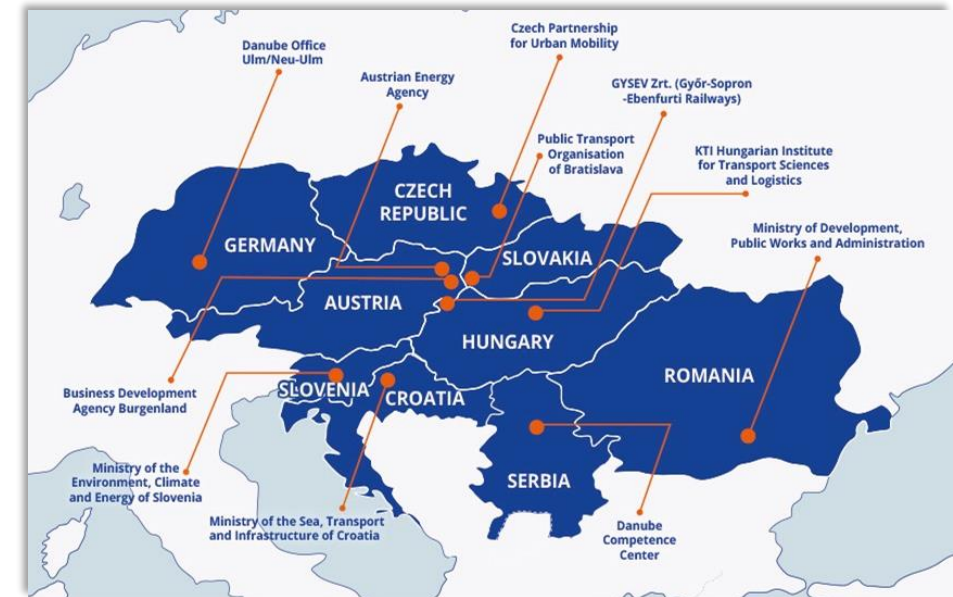 Danube Office
Ulm/Neu-Ulm
Austrian Energy
Agency
Czech Partnership
for Urban Mobility
GYSEV Zrt. (Győr-Sopron
-Ebenfurti Railways)
Public Transport
Organisation
of Bratislava
KTI Hungarian Institute
for Transport Sciences
and Logistics
Ministry of Development,
Public Works and Administration
CZECH
REPUBLIC
GERMANY
SLOVAKIA
AUSTRIA
HUNGARY
ROMANIA
SLOVENIA
CROATIA
SERBIA
Business Development
Agency Burgenland
Ministry of the
Environment, Climate
and Energy of Slovenia
Ministry of the Sea, Transport
and Infrastructure of Croatia
Danube
Competence
Center